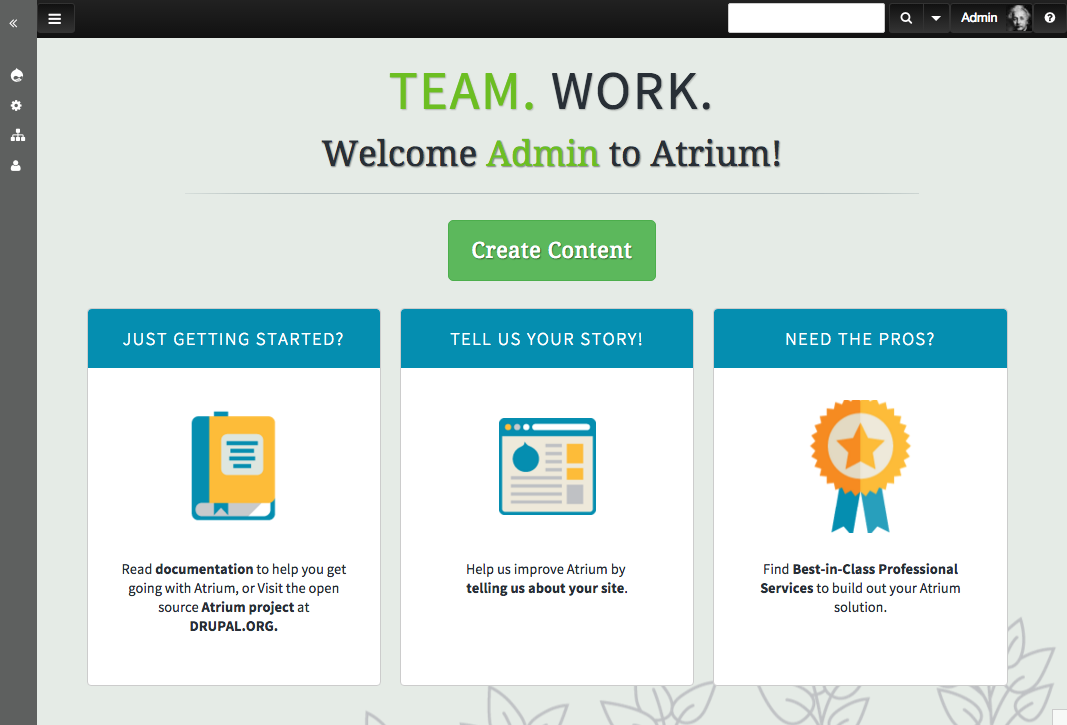 Admin
TEAM. WORK.
Welcome Admin to Atrium!
Create Content
JUST GETTING STARTED?
Read documentation to help you get
going with Atrium, or Visit the open
source Atrium project at
DRUPAL.ORG.
TELL US YOUR STORY!
Help us improve Atrium by
telling us about your site.
NEED THE PROS?
Find Best-in-Class Professional
Services to build out your Atrium
solution.